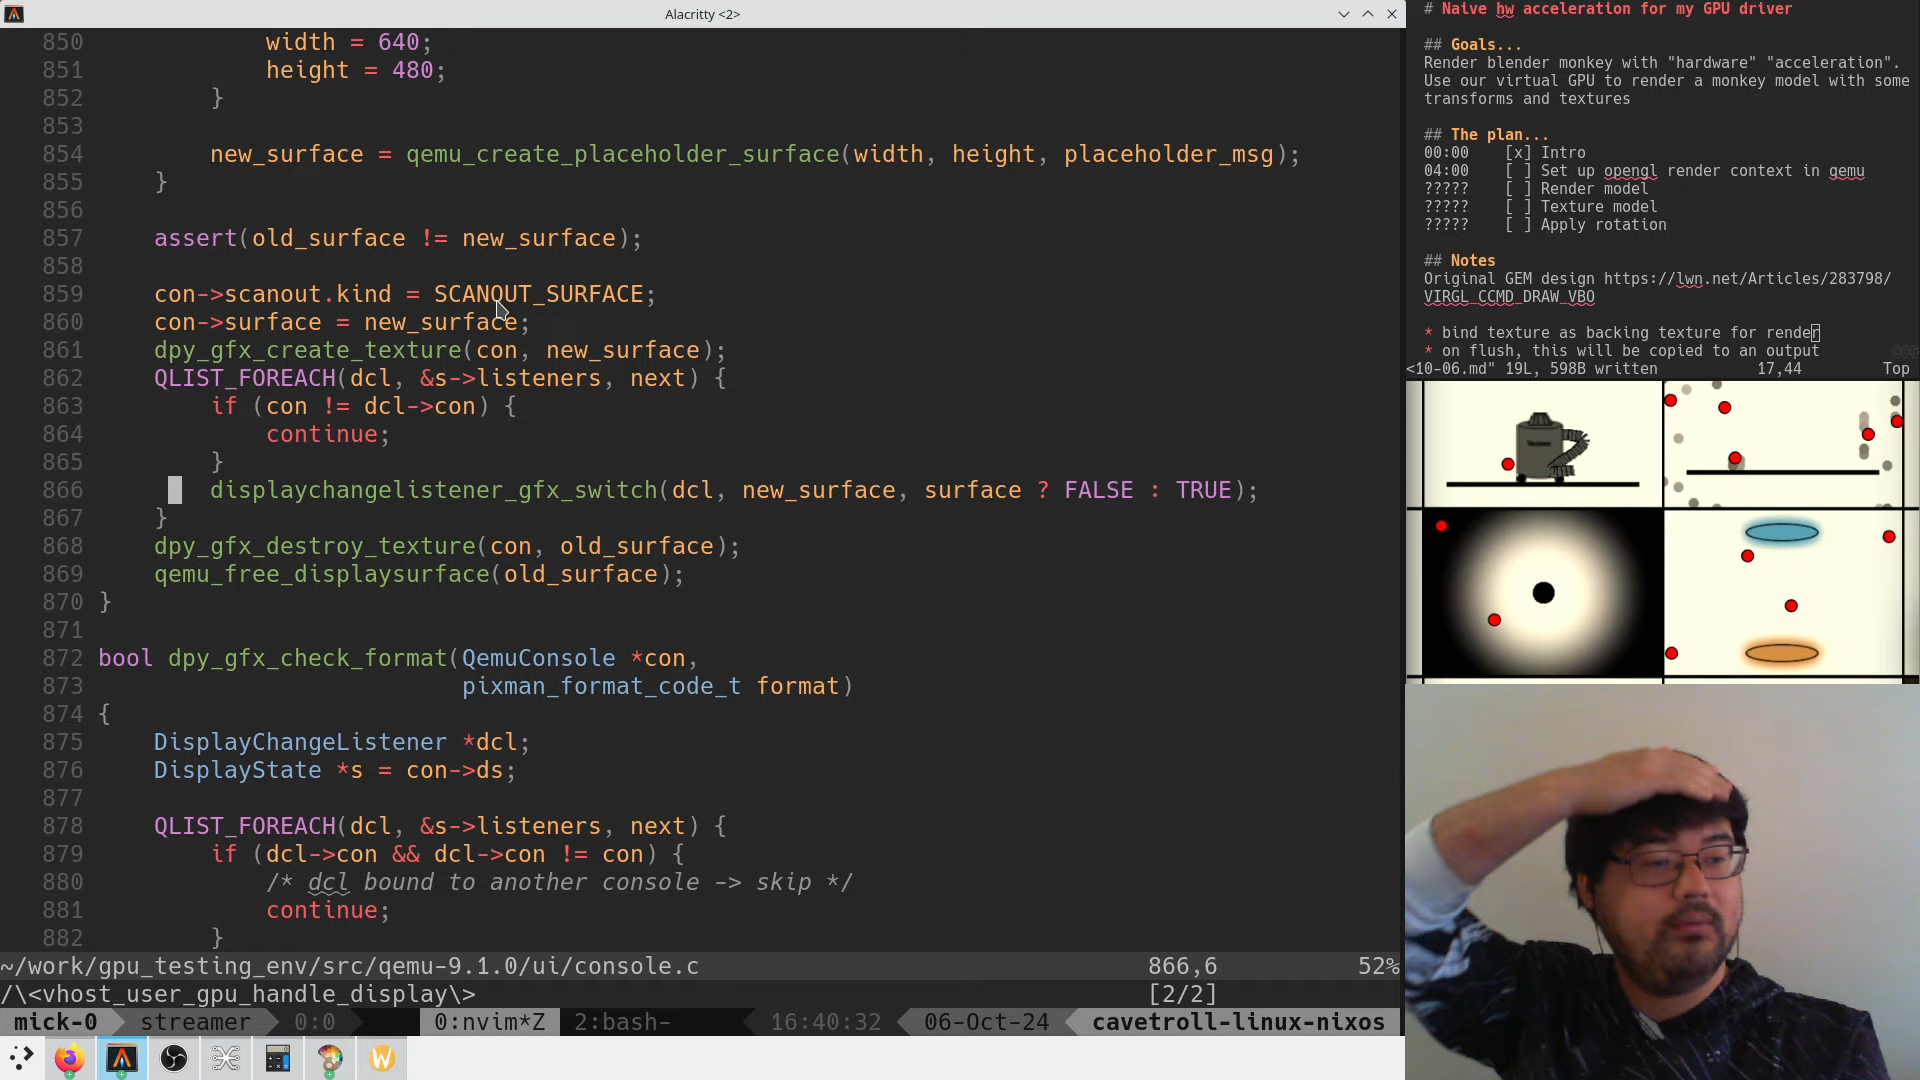 Alacritty <2>
850 width = 640;
851 height = 480;
852 }
853
854 new_surface = qemu_create_placeholder_surface(width, height, placeholder_msg);
855 }
856
857 assert(old_surface != new_surface);
858
859 con->scanout.kind = SCANOUT_SURFACE;
860 con->surface = new_surface;
861 dpy_gfx_create_texture(con, new_surface);
862 QLIST_FOREACH(dcl, &s->listeners, next) {
863 if (con != dcl->con) {
864 continue;
865 }
866 displaychangelistener_gfx_switch(dcl, new_surface, surface ? FALSE : TRUE);
867 }
868 dpy_gfx_destroy_texture(con, old_surface);
869 qemu_free_displaysurface(old_surface);
870 }
871
872 bool dpy_gfx_check_format(QemuConsole *con,
873 pixman_format_code_t format)
874 {
875 DisplayChangeListener *dcl;
876 DisplayState *s = con->ds;
877
878 QLIST_FOREACH(dcl, &s->listeners, next) {
879 if (dcl->con && dcl->con != con) {
880 /* dcl bound to another console -> skip */
881 continue;
882 }
~/work/gpu_testing_env/src/qemu-9.1.0/ui/console.c 866,6 52%
/\<vhost_user_gpu_handle_display\> [2/2]
mick-0 streamer 0:0 0:nvim*Z 2:bash- 16:40:32 06-Oct-24 cavetroll-linux-nixos
# Naive hw acceleration for my GPU driver
## Goals...
Render blender monkey with "hardware" "acceleration".
Use our virtual GPU to render a monkey model with some
transforms and textures
## The plan...
00:00 [x] Intro
04:00 [ ] Set up opengl render context in qemu
????? [ ] Render model
????? [ ] Texture model
????? [ ] Apply rotation
## Notes
Original GEM design https://lwn.net/Articles/283798/
VIRGL_CCMD_DRAW_VBO
* bind texture as backing texture for render
* on flush, this will be copied to an output
<10-06.md" 19L, 598B written 17,44 Top